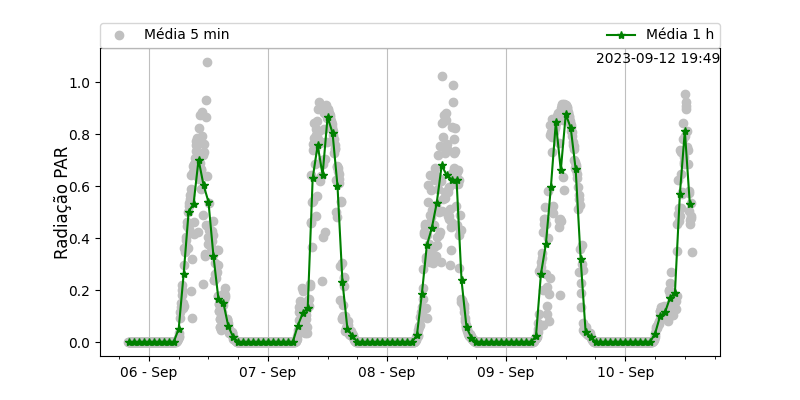 Média 5 min
Média 1 h
2023-09-12 19:49
Radiação PAR
1.0
0.8
0.6
0.4
0.2
0.0
06 - Sep
07 - Sep
08 - Sep
09 - Sep
10 - Sep